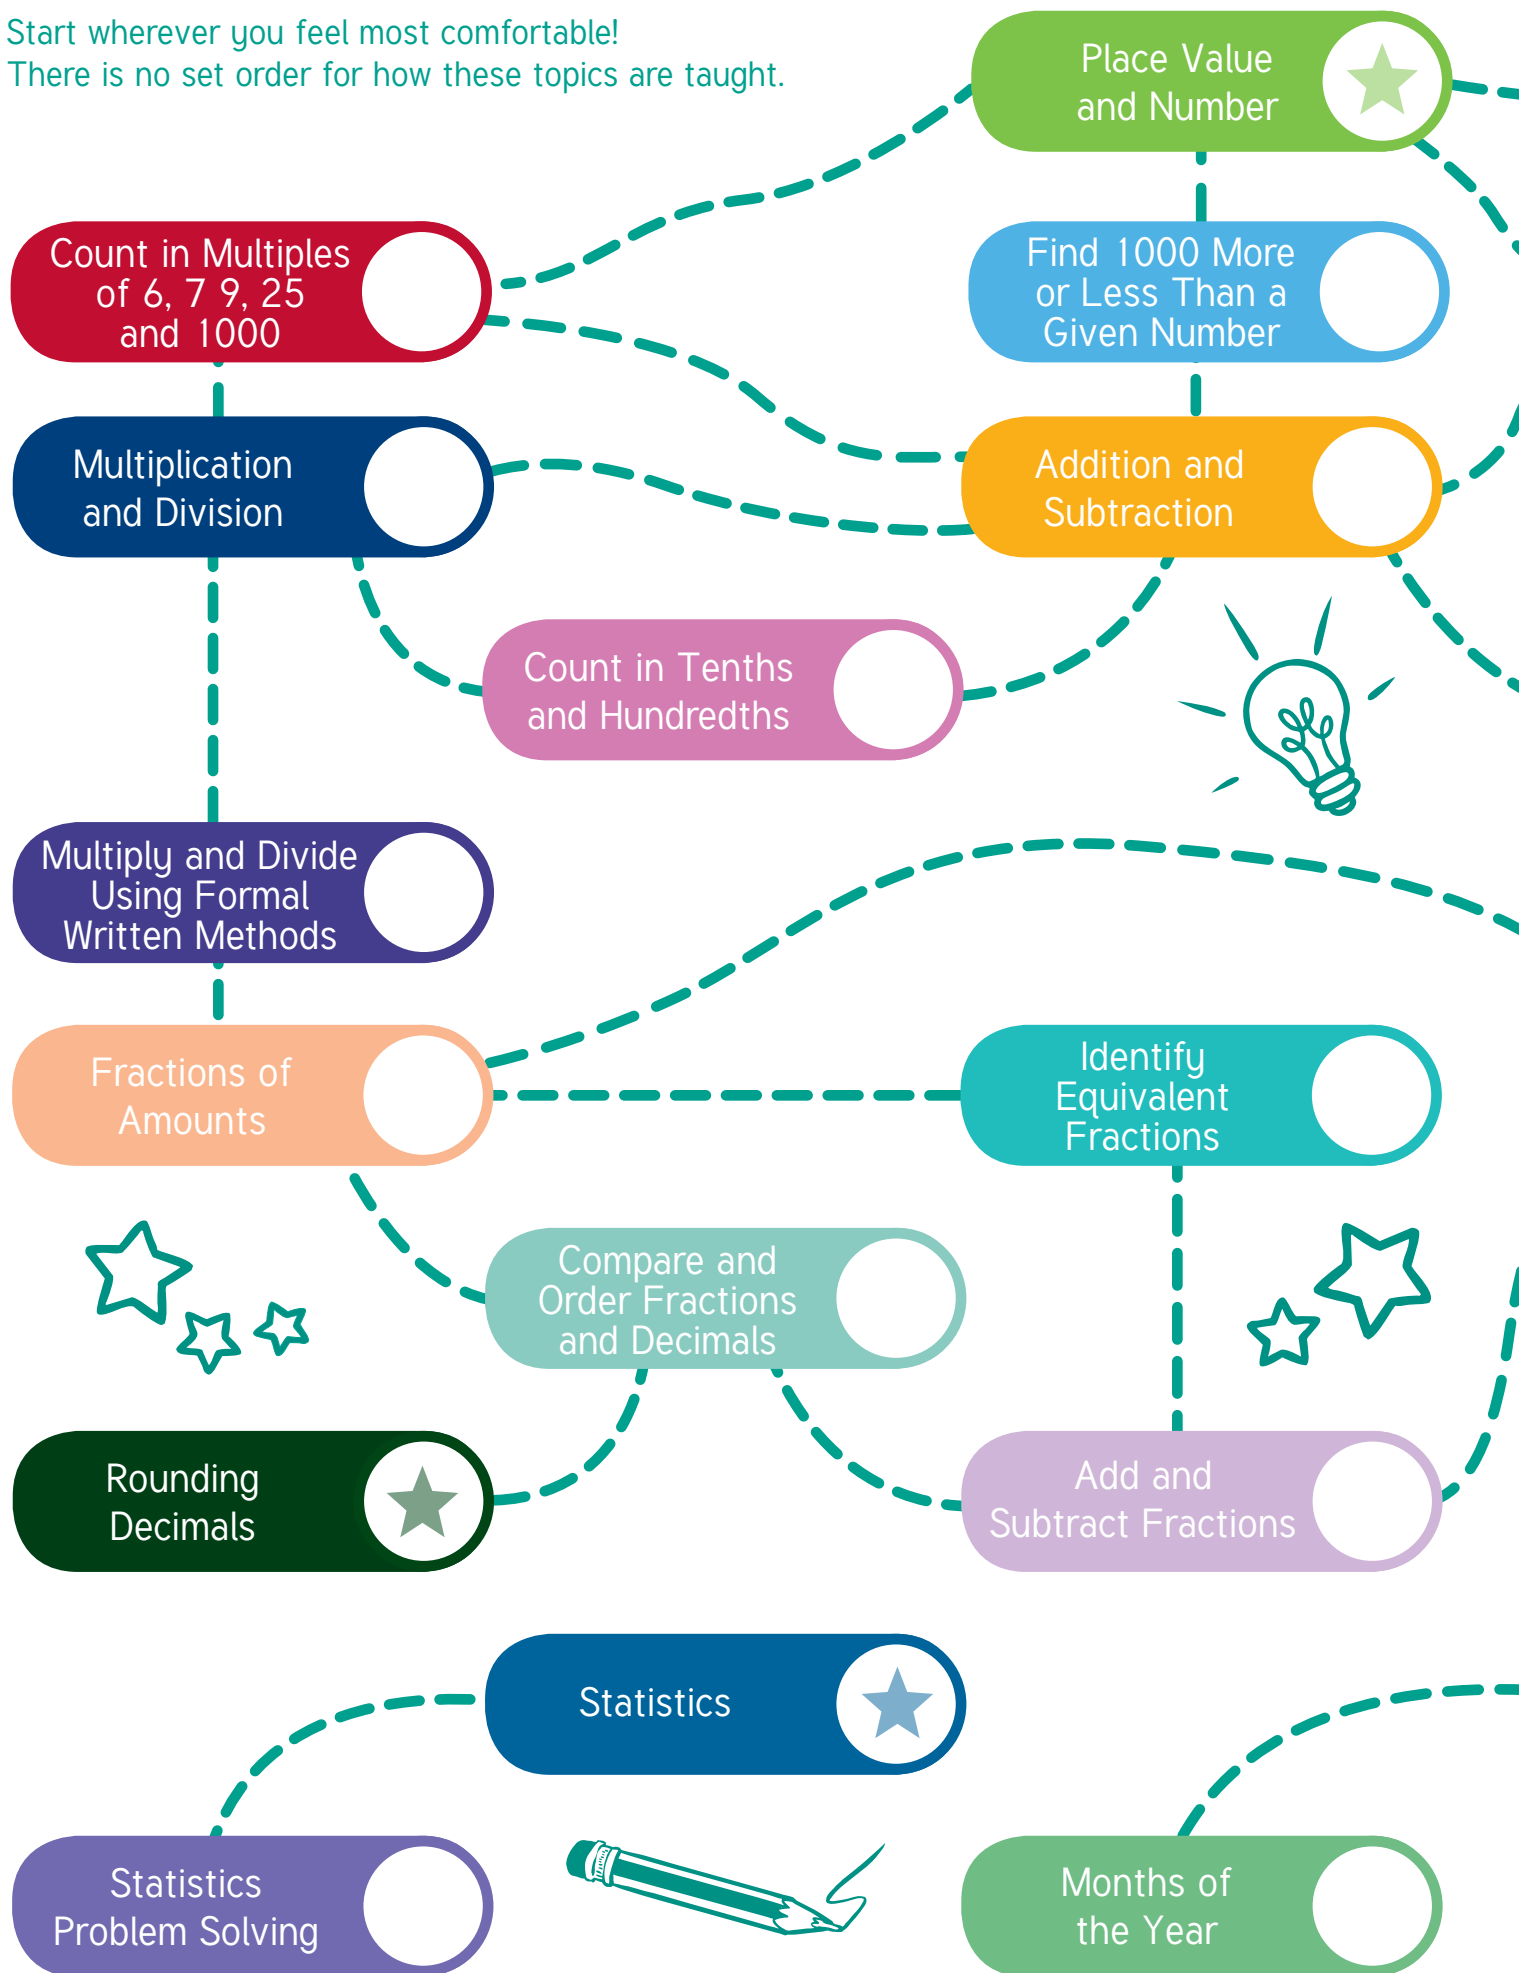 Start wherever you feel most comfortable!
There is no set order for how these topics are taught.
Place Value
and Number
Count in Multiples
of 6, 7 9, 25
and 1000
Find 1000 More
or Less Than a
Given Number
Multiplication
and Division
Addition and
Subtraction
Count in Tenths
and Hundredths
Multiply and Divide
Using Formal
Written Methods
Fractions of
Amounts
Identify
Equivalent
Fractions
Compare and
Order Fractions
and Decimals
Rounding
Decimals
Add and
Subtract Fractions
Statistics
Statistics
Problem Solving
Months of
the Year